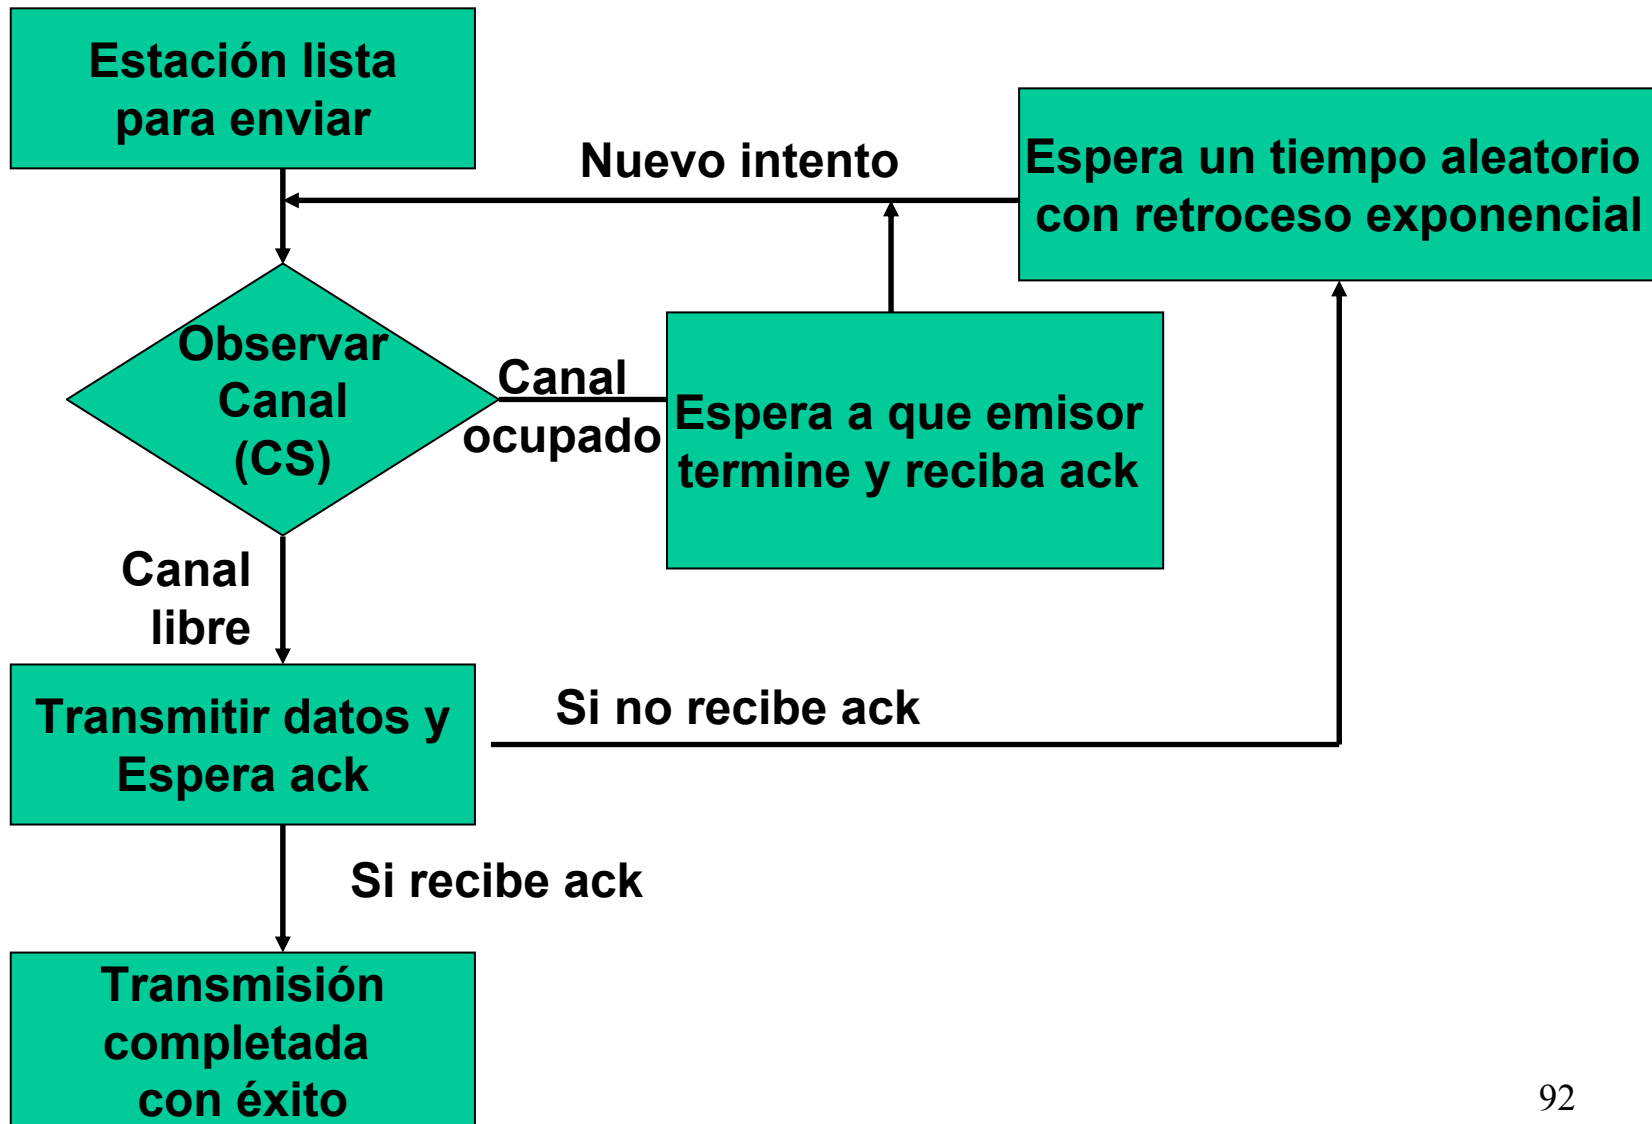 Estación lista
para enviar
Nuevo intento
Espera un tiempo aleatorio
con retroceso exponencial
Observar
Canal
(CS)
Canal
ocupado
Espera a que emisor
termine y reciba ack
Canal
libre
Transmitir datos y
Espera ack
Si no recibe ack
Si recibe ack
Transmisión
completada
con éxito
92